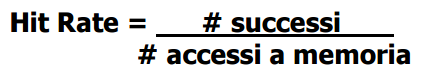 Hit Rate = # successi
# accessi a memoria